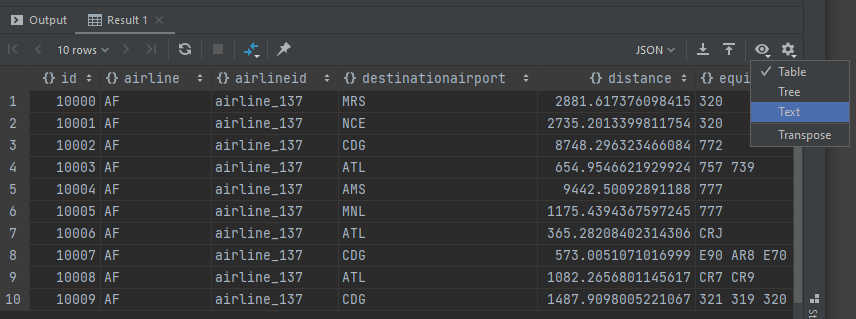 Output Result 1
10 rows JSON
id airline airlineid destinationairport distance equi
Table
Tree
Text
Transpose
1 10000 AF airline_137 MRS 2881.617376098415 320
2 10001 AF airline_137 NCE 2735.2013399811754 320
3 10002 AF airline_137 CDG 8748.296323466084 772
4 10003 AF airline_137 ATL 654.9546621929924 757 739
5 10004 AF airline_137 AMS 9442.50092891188 777
6 10005 AF airline_137 MNL 1175.4394367597245 777
7 10006 AF airline_137 ATL 365.28208402314306 CRJ
8 10007 AF airline_137 CDG 573.0051071016999 E90 AR8 E70
9 10008 AF airline_137 ATL 1082.2656801145617 CR7 CR9
10 10009 AF airline_137 CDG 1487.9098005221067 321 319 320
St